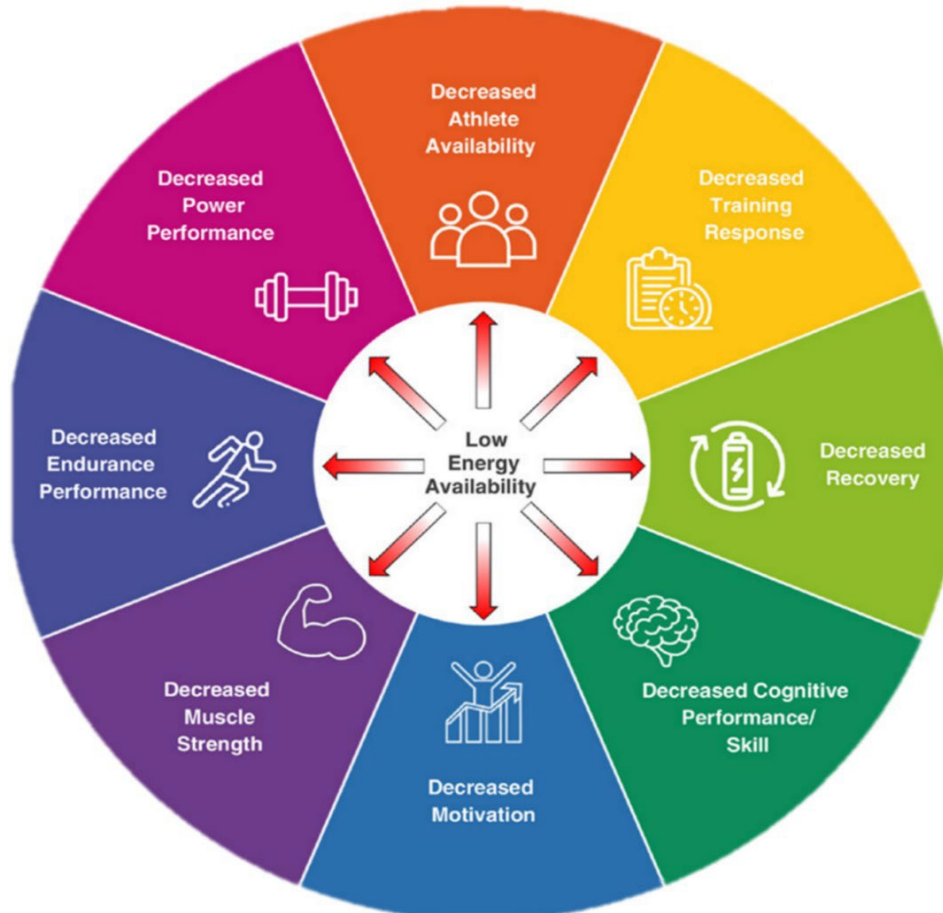 Decreased
Athlete
Availability
Decreased
Training
Response
Decreased
Recovery
Decreased Cognitive
Performance/
Skill
Decreased
Motivation
Decreased
Muscle
Strength
Decreased
Endurance
Performance
Decreased
Power
Performance
Low
Energy
Availability